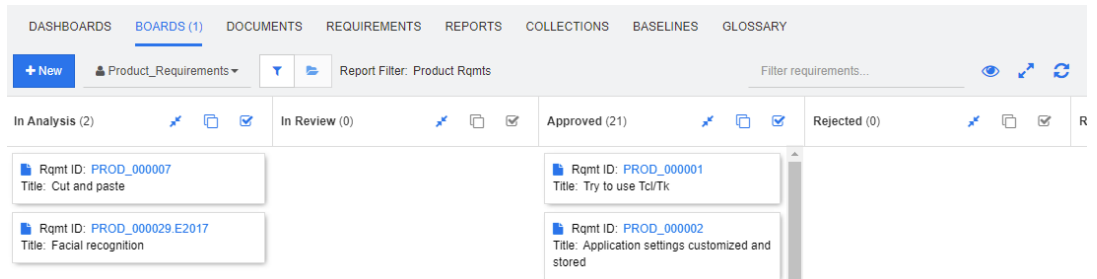 DASHBOARDS BOARDS (1) DOCUMENTS REQUIREMENTS REPORTS COLLECTIONS BASELINES GLOSSARY
+ New Product_Requirements Report Filter: Product Rqmts Filter requirements...
In Analysis (2) In Review (0) Approved (21) Rejected (0) R
Rqmt ID: PROD_000007
Title: Cut and paste
Rqmt ID: PROD_000029.E2017
Title: Facial recognition
Rqmt ID: PROD_000001
Title: Try to use Tcl/Tk
Rqmt ID: PROD_000002
Title: Application settings customized and
stored